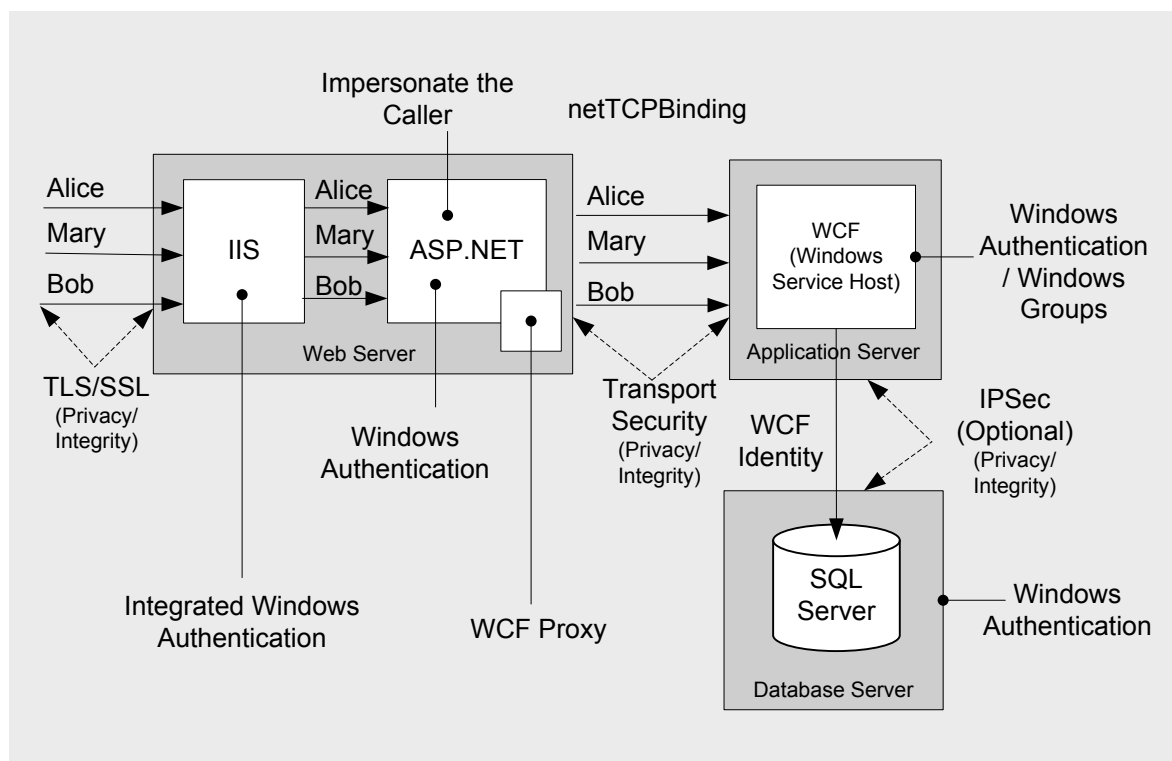 Impersonate the
Caller
netTCPBinding
Alice
Mary
Bob
IIS
Alice
Mary
Bob
ASP.NET
Web Server
Alice
Mary
Bob
WCF
(Windows
Service Host)
Application Server
Windows
Authentication
/ Windows
Groups
TLS/SSL
(Privacy/
Integrity)
Windows
Authentication
Transport
Security
(Privacy/
Integrity)
WCF
Identity
IPSec
(Optional)
(Privacy/
Integrity)
Integrated Windows
Authentication
WCF Proxy
SQL
Server
Database Server
Windows
Authentication